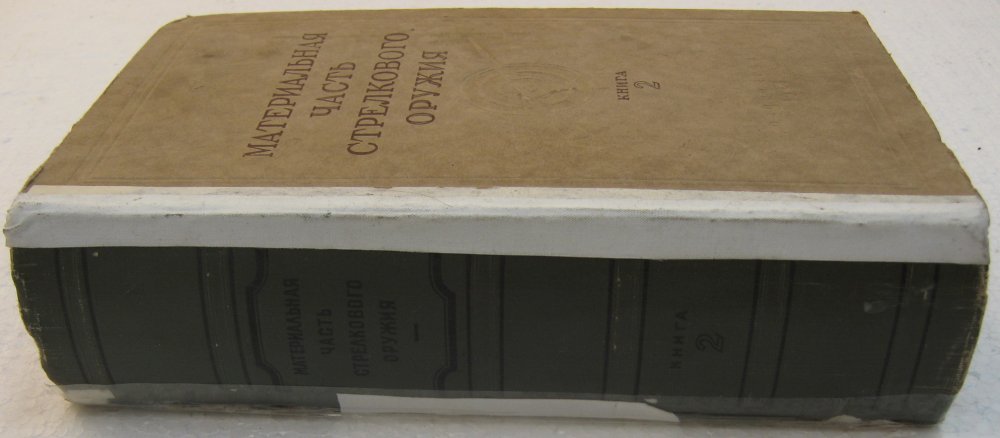 МАТЕРИАЛЬНАЯ
ЧАСТЬ
СТРЕЛКОВОГО
ОРУЖИЯ
КНИГА
2
МАТЕРИАЛЬНАЯ
ЧАСТЬ
СТРЕЛКОВОГО
ОРУЖИЯ
КНИГА
2